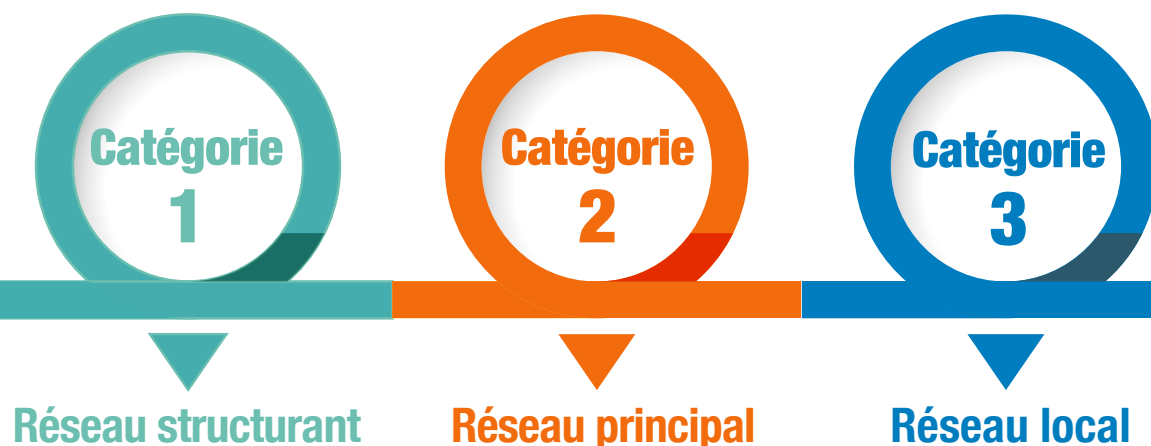 Catégorie
1
Catégorie
2
Catégorie
3
Réseau structurant
Réseau principal
Réseau local